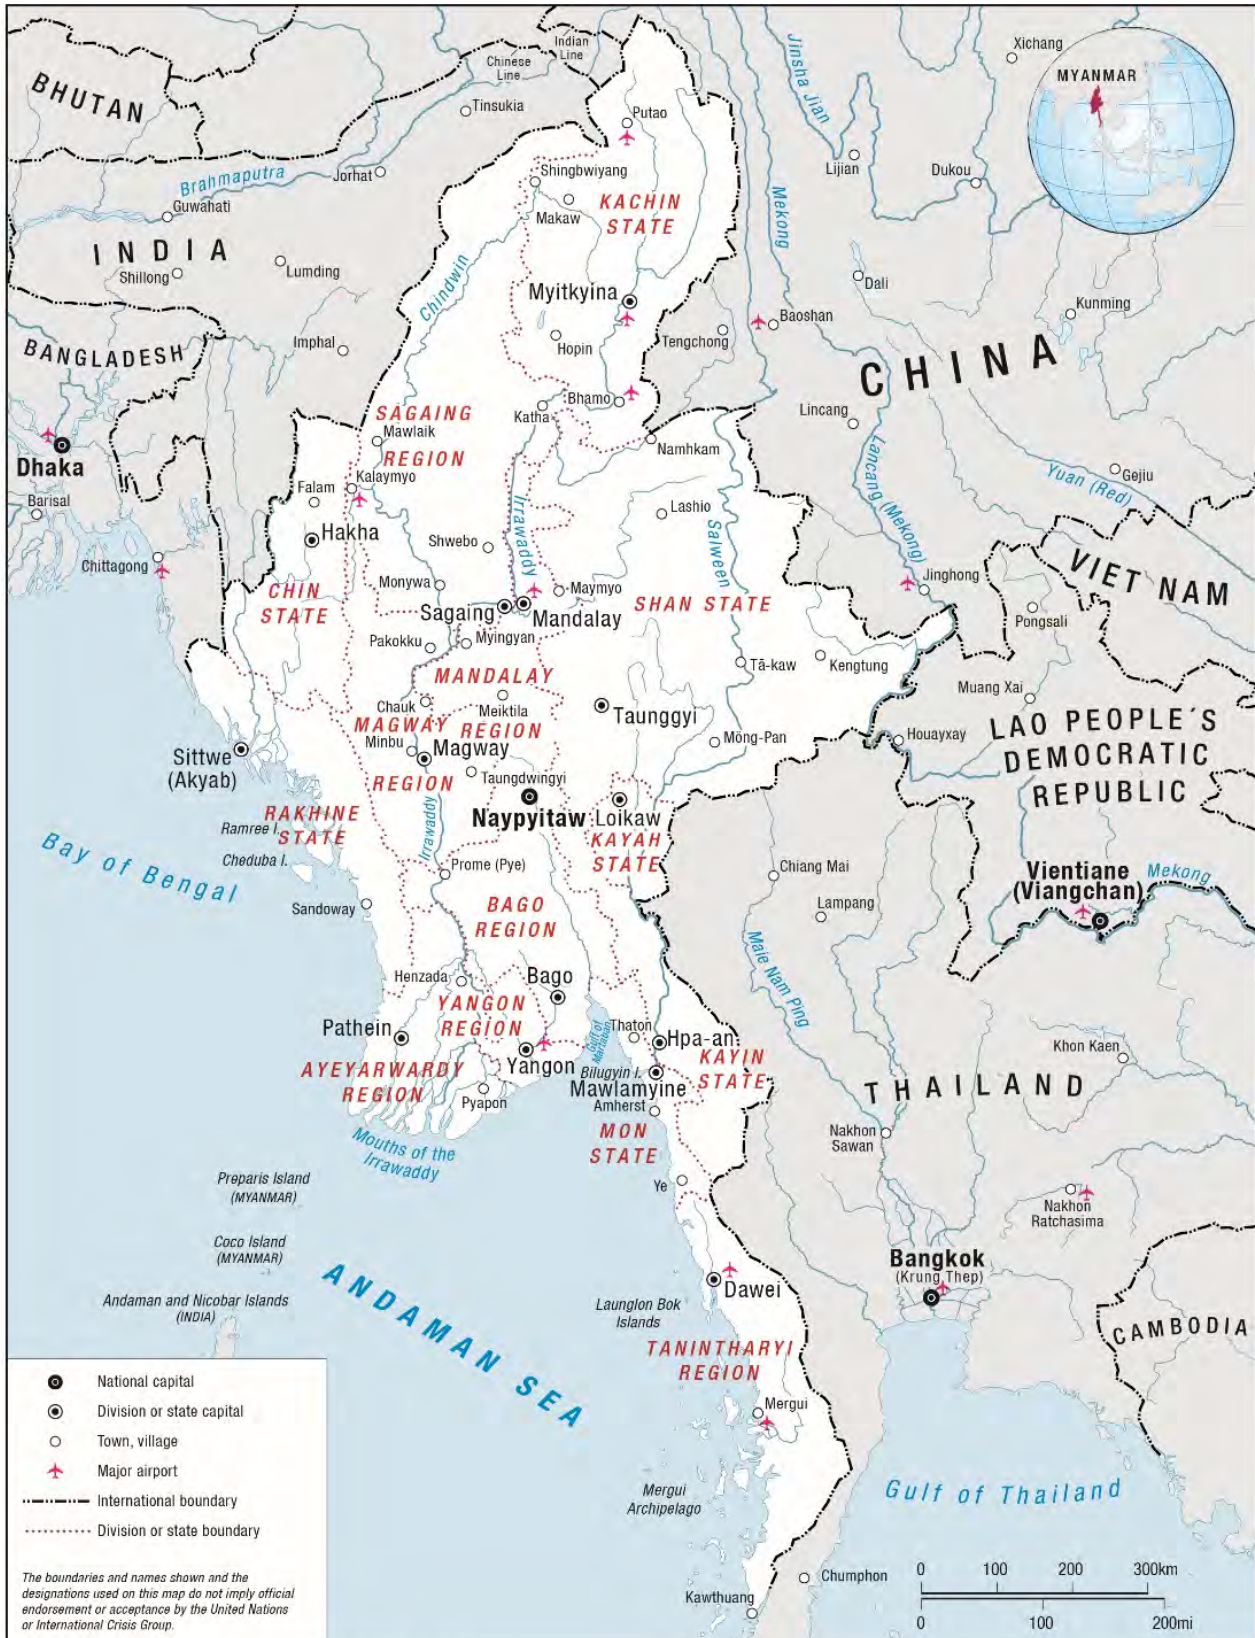 Indian
Line
Chinese
Line
Xichang
MYANMAR
BHUTAN
Tinsukia
Putao
Jinsha Jian
Brahmaputra
Jorhat
Shingbwiyang
Lijian
Dukou
Guwahati
Makaw
KACHIN
STATE
Mekong
INDIA
Shillong
Lumding
Chindwin
Myitkyina
Dali
Baoshan
Kunming
BANGLADESH
Imphal
Hopin
Tengchong
CHINA
SAGAING
REGION
Mawlaik
Katha
Bhamo
Lincang
Dhaka
Namhkam
Lancang (Mekong)
Gejiu
Yuan (Red)
Barisal
Falam
Kalaymyo
Irrawaddy
Lashio
Salween
Hakha
Shwebo
Chittagong
VIET NAM
CHIN
STATE
Monywa
Maymyo
Jinghong
Sagaing
Mandalay
SHAN STATE
Pongsali
Pakokku
Myingyan
Tā-kaw
Kengtung
MANDALAY
REGION
Muang Xai
Chauk
Meiktila
Taunggyi
MAGWAY
REGION
LAO PEOPLE´S
DEMOCRATIC
REPUBLIC
Minbu
Magway
Möng-Pan
Houayxay
Sittwe
(Akyab)
Taungdwingyi
Naypyitaw
Loikaw
RAKHINE
STATE
Ramree I.
Irrawaddy
KAYAH
STATE
Bay of Bengal
Cheduba I.
Prome (Pye)
Chiang Mai
Vientiane
(Viangchan)
Mekong
Sandoway
BAGO
REGION
Lampang
Maie Nam Ping
Henzada
Bago
YANGON
REGION
Pathein
Gulf of
Martaban
Thaton
Hpa-an
Yangon
KAYIN
STATE
Khon Kaen
AYEYARWARDY
REGION
Bilugyin I.
Mawlamyine
Pyapon
Amherst
THAILAND
Mouths of the
Irrawaddy
MON
STATE
Nakhon
Sawan
Preparis Island
(MYANMAR)
Ye
Nakhon
Ratchasima
Coco Island
(MYANMAR)
Bangkok
(Krung Thep)
ANDAMAN SEA
Dawei
Andaman and Nicobar Islands
(INDIA)
Launglon Bok
Islands
CAMBODIA
TANINTHARYI
REGION
Mergui
Mergui
Archipelago
Gulf of Thailand
Chumphon
Kawthuang
National capital
Division or state capital
Town, village
Major airport
International boundary
Division or state boundary
The boundaries and names shown and the
designations used on this map do not imply official
endorsement or acceptance by the United Nations
or International Crisis Group.
0 100 200 300km
0 100 200mi